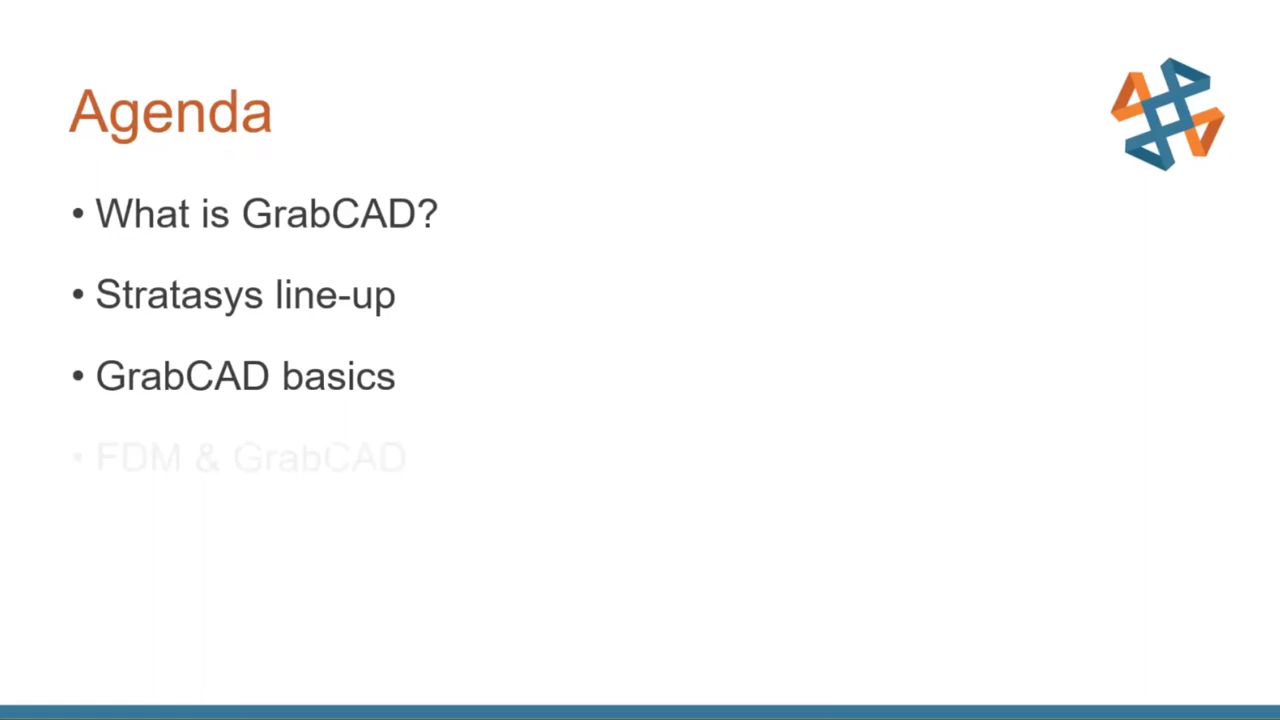 Agenda
• What is GrabCAD?
• Stratasys line-up
• GrabCAD basics
• FDM & GrabCAD